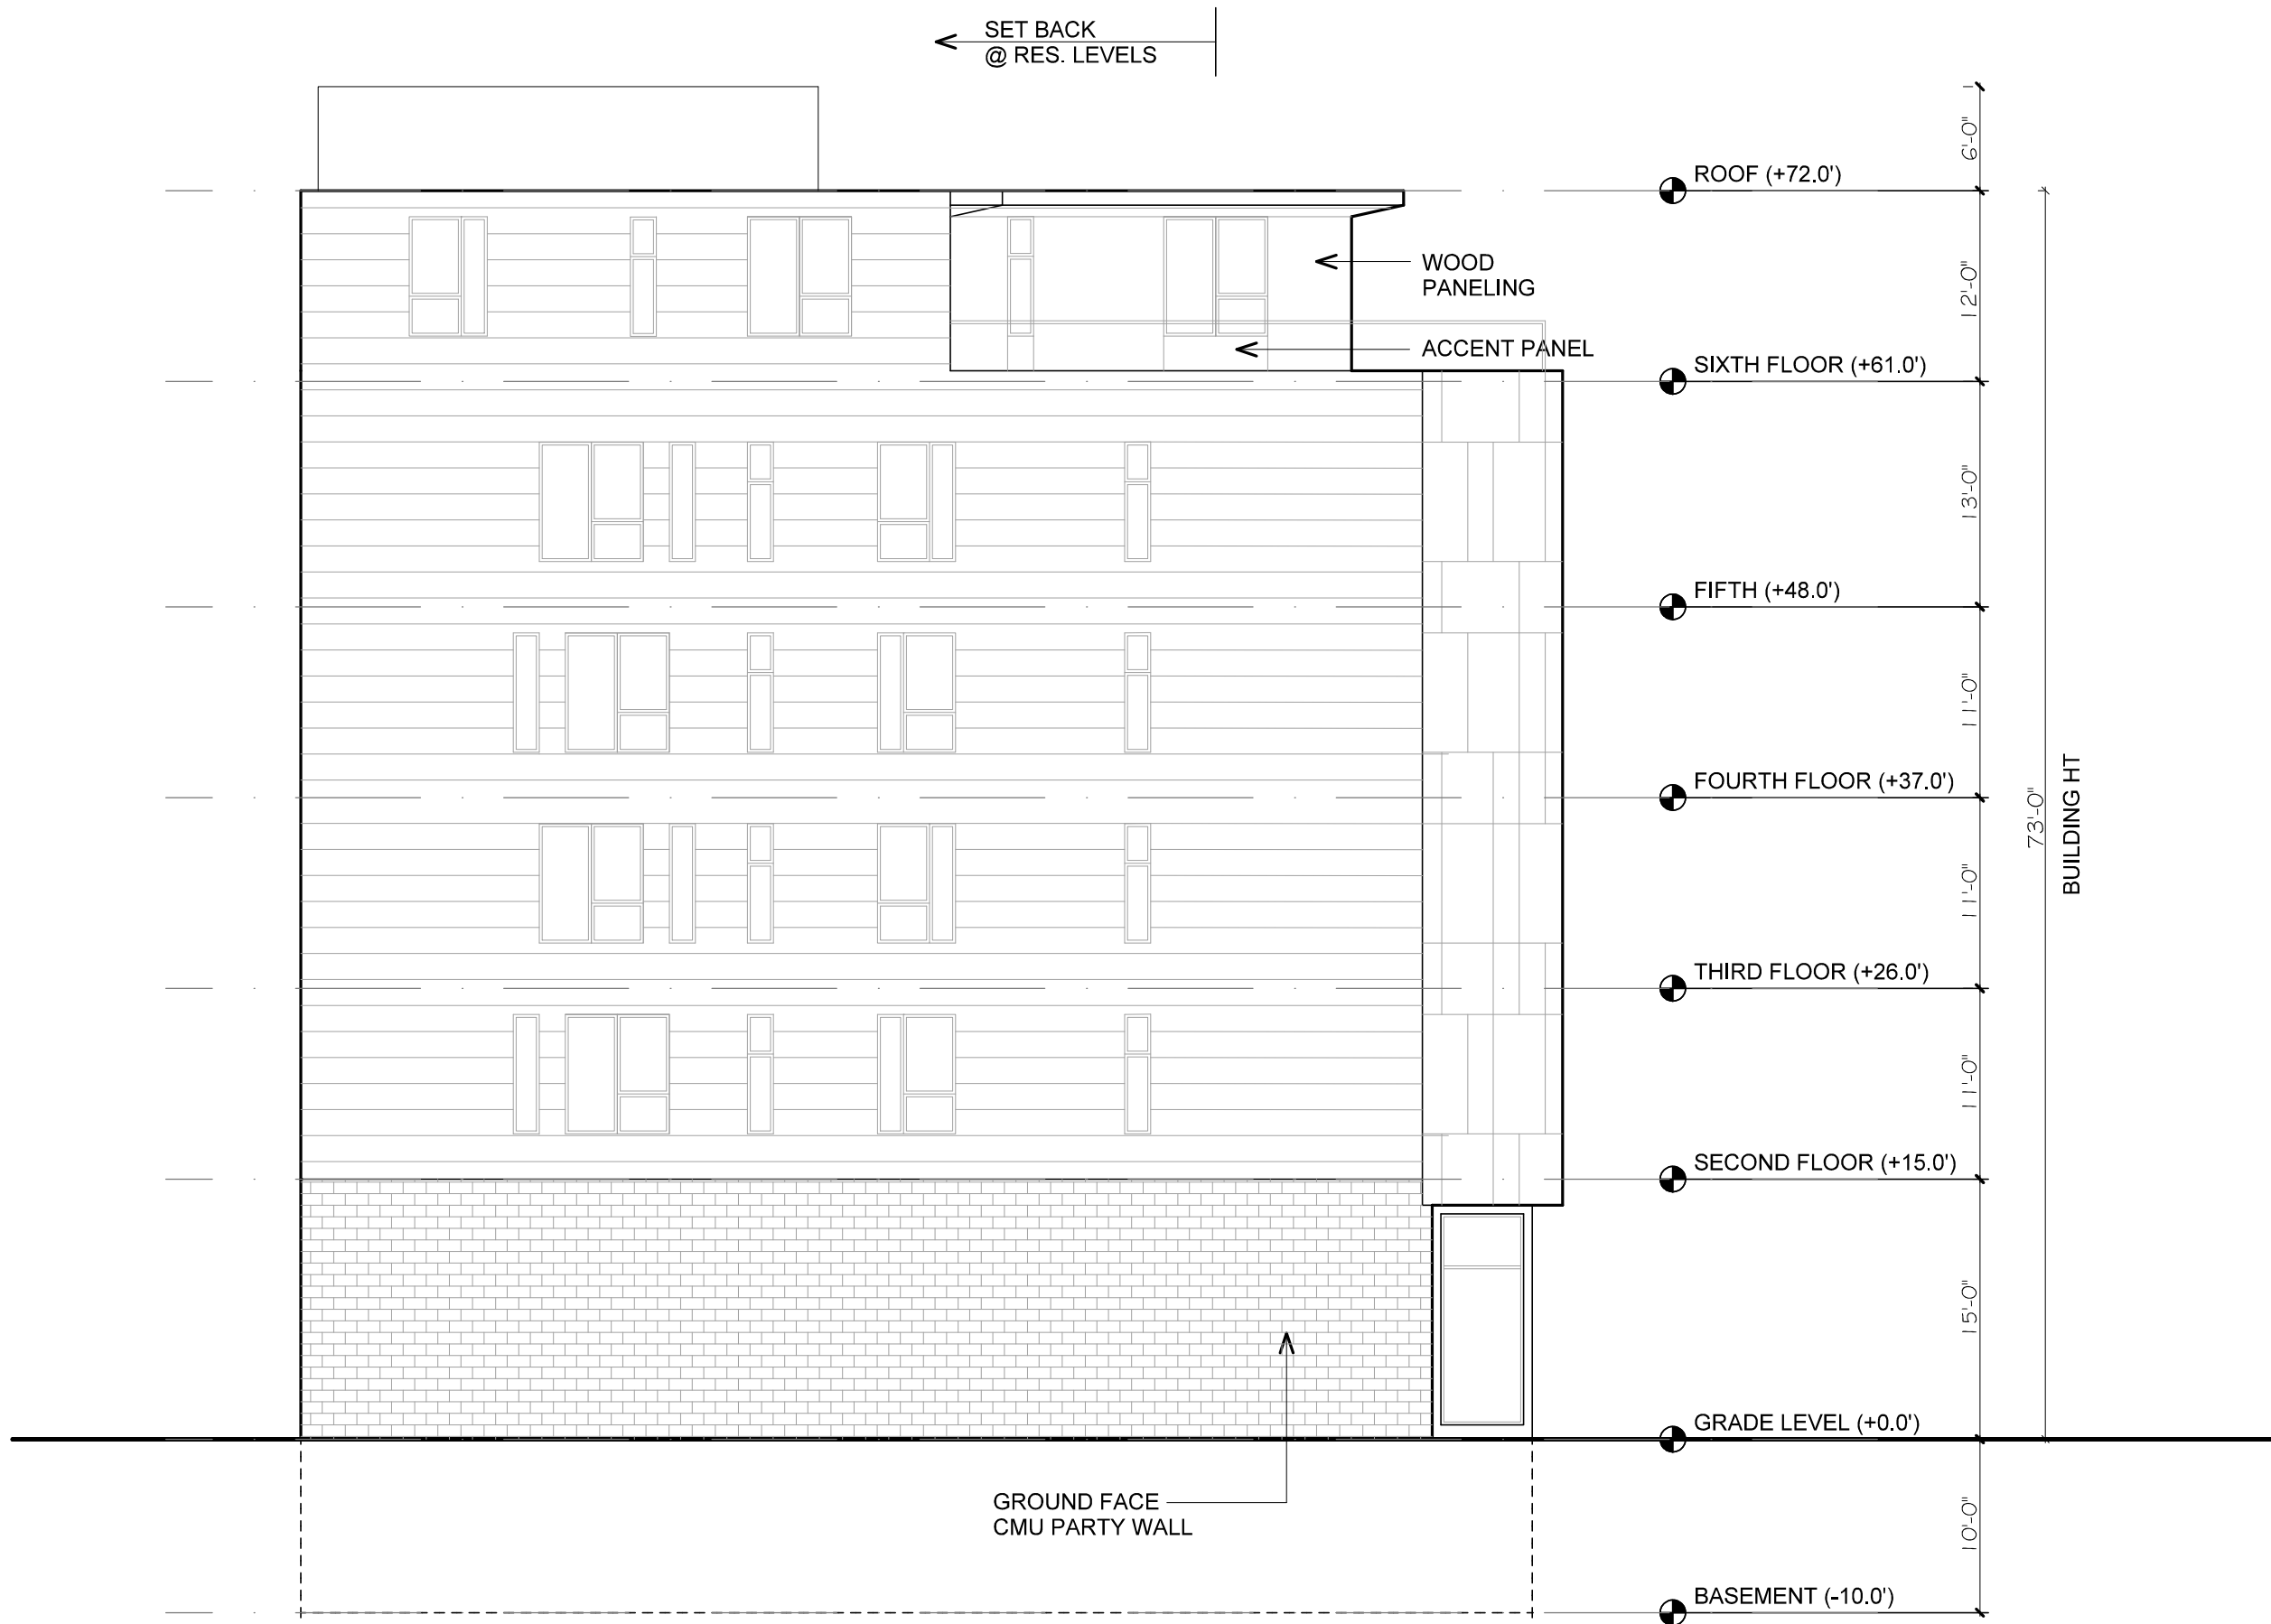 SET BACK
@ RES. LEVELS
6'-0"
ROOF (+72.0')
WOOD
PANELING
12'-0"
ACCENT PANEL
SIXTH FLOOR (+61.0')
13'-0"
FIFTH (+48.0')
11'-0"
FOURTH FLOOR (+37.0')
73'-0"
BUILDING HT
11'-0"
THIRD FLOOR (+26.0')
11'-0"
SECOND FLOOR (+15.0')
15'-0"
GRADE LEVEL (+0.0')
GROUND FACE
CMU PARTY WALL
10'-0"
BASEMENT (-10.0')